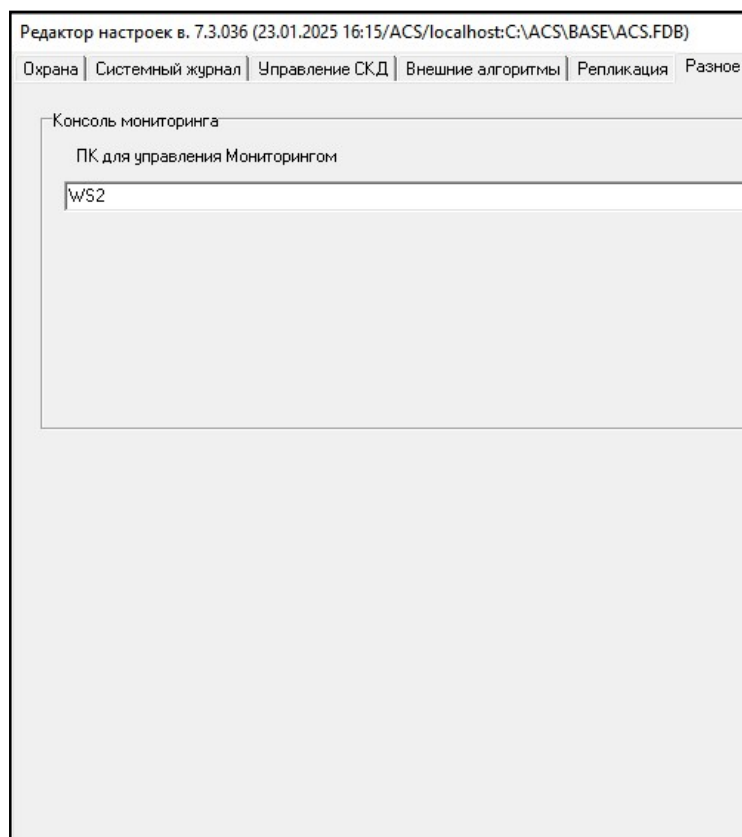 Редактор настроек в. 7.3.036 (23.01.2025 16:15/ACS/localhost:C:\ACS\BASE\ACS.FDB)
Охрана Системный журнал Управление СКД Внешние алгоритмы Репликация Разное
Консоль мониторинга
ПК для управления Мониторингом
WS2